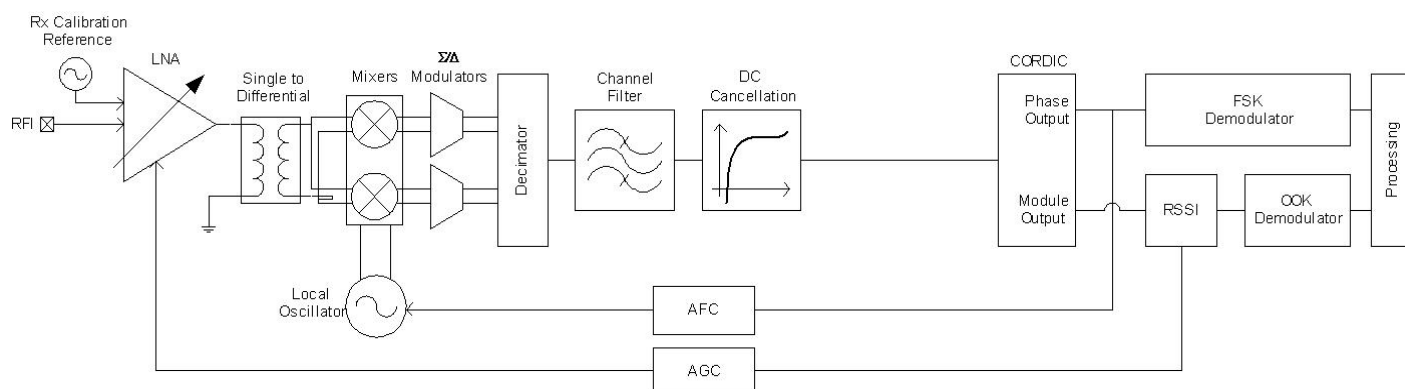 Rx Calibration
Reference
LNA
RFI
Single to
Differential
Mixers
Σ/Δ
Modulators
Decimator
Channel
Filter
DC
Cancellation
CORDIC
Phase
Output
Module
Output
FSK
Demodulator
RSSI
OOK
Demodulator
Processing
Local
Oscillator
AFC
AGC